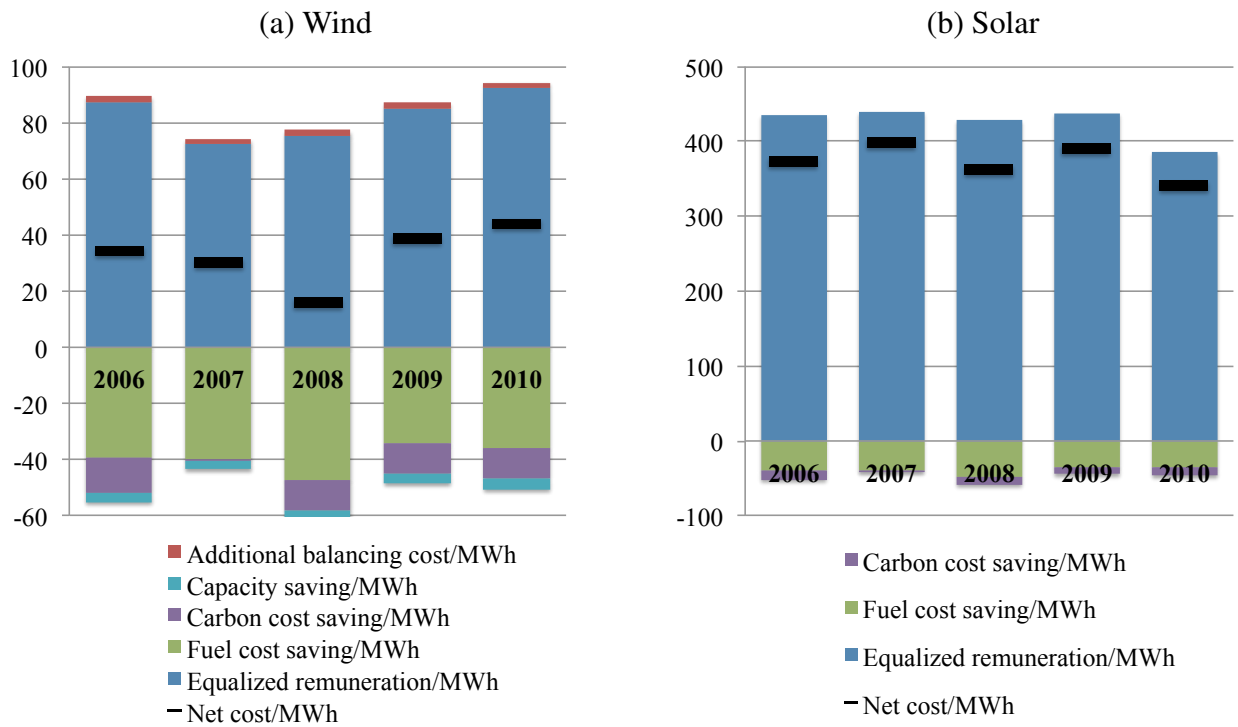 (a) Wind
100
80
60
40
20
0
-20
-40
-60
2006
2007
2008
2009
2010
Additional balancing cost/MWh
Capacity saving/MWh
Carbon cost saving/MWh
Fuel cost saving/MWh
Equalized remuneration/MWh
Net cost/MWh
(b) Solar
500
400
300
200
100
0
-100
2006
2007
2008
2009
2010
Carbon cost saving/MWh
Fuel cost saving/MWh
Equalized remuneration/MWh
Net cost/MWh